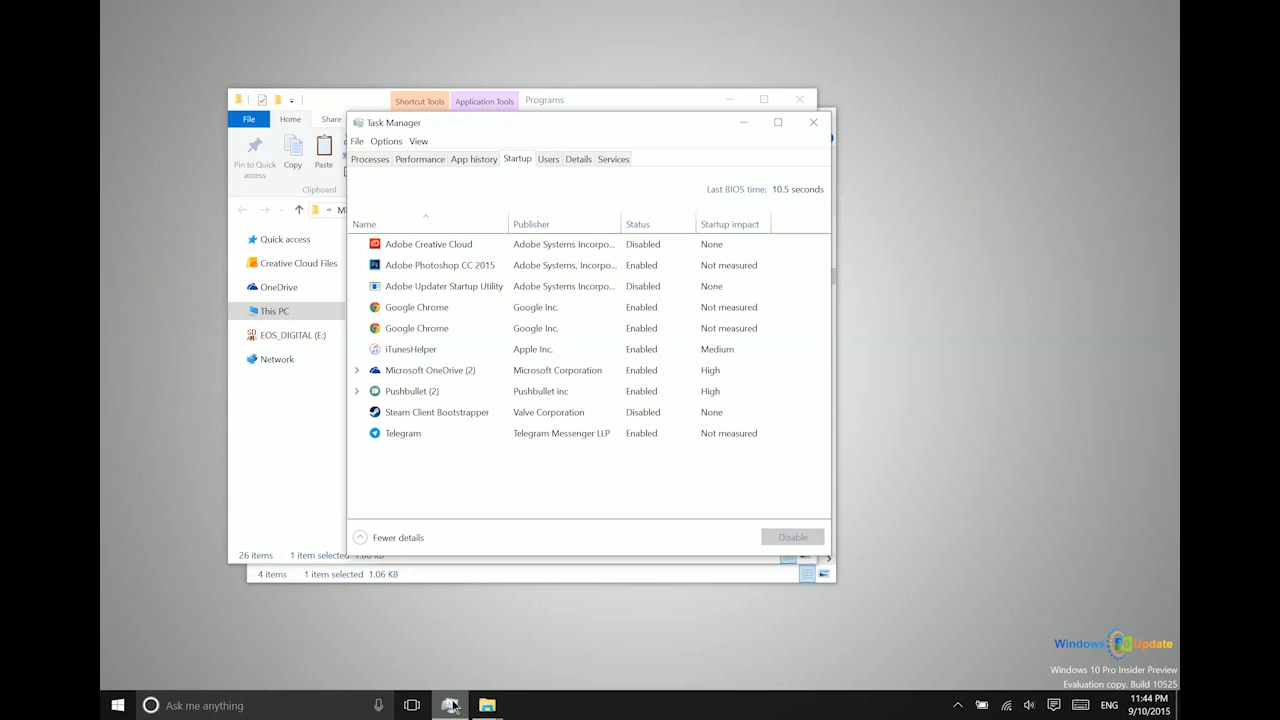 Shortcut Tools Application Tools Programs
File Home Share
Pin to Quick access
Copy
Paste
Clipboard
Task Manager
File Options View
Processes Performance App history Startup Users Details Services
Last BIOS time: 10.5 seconds
Name Publisher Status Startup impact
Adobe Creative Cloud Adobe Systems Incorpo... Disabled None
Adobe Photoshop CC 2015 Adobe Systems, Incorpo... Enabled Not measured
Adobe Updater Startup Utility Adobe Systems Incorpo... Disabled None
Google Chrome Google Inc. Enabled Not measured
Google Chrome Google Inc. Enabled Not measured
iTunesHelper Apple Inc. Enabled Medium
Microsoft OneDrive (2) Microsoft Corporation Enabled High
Pushbullet (2) Pushbullet inc Enabled High
Steam Client Bootstrapper Valve Corporation Disabled None
Telegram Telegram Messenger LLP Enabled Not measured
Fewer details Disable
Quick access
Creative Cloud Files
OneDrive
This PC
EOS_DIGITAL (E:)
Network
26 items 1 item selected 1.06 KB
4 items 1 item selected 1.06 KB
Windows 10 Update
Windows 10 Pro Insider Preview
Evaluation copy. Build 10525
Ask me anything
ENG
11:44 PM
9/10/2015